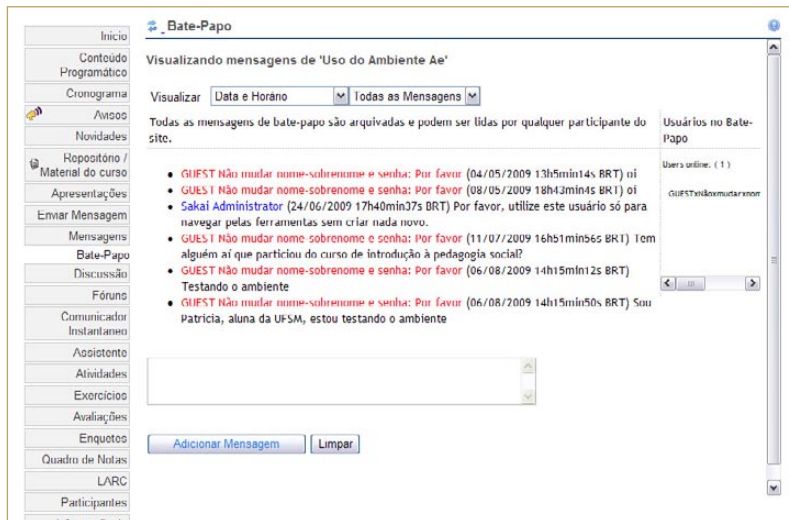 Início
Conteúdo
Programático
Cronograma
Avisos
Novidades
Repositório /
Material do curso
Apresentações
Enviar Mensagem
Mensagens
Bate-Papo
Discussão
Fóruns
Comunicador
Instantaneo
Assistente
Atividades
Exercícios
Avaliações
Enquetes
Quadro de Notas
LARC
Participantes
Bate-Papo
Visualizando mensagens de 'Uso do Ambiente Ae'
Visualizar Data e Horário Todas as Mensagens
Todas as mensagens de bate-papo são arquivadas e podem ser lidas por qualquer participante do
site.
• GUEST Não mudar nome-sobrenome e senha: Por favor (04/05/2009 13h5min14s BRT) oi
• GUEST Não mudar nome-sobrenome e senha: Por favor (08/05/2009 18h43min4s BRT) oi
• Sakai Administrator (24/06/2009 17h40min37s BRT) Por favor, utilize este usuário só para
navegar pelas ferramentas sem criar nada novo.
• GUEST Não mudar nome-sobrenome e senha: Por favor (11/07/2009 16h51min56s BRT) Tem
alguém aí que particiou do curso de introdução à pedagogia social?
• GUEST Não mudar nome-sobrenome e senha: Por favor (06/08/2009 14h15min12s BRT)
Testando o ambiente
• GUEST Não mudar nome-sobrenome e senha: Por favor (06/08/2009 14h15min50s BRT) Sou
Patrícia, aluna da UFSM, estou testando o ambiente
Usuários no Bate-
Papo
Users online: ( 1 )
GUESTxNãoxmudarxnom
Adicionar Mensagem Limpar